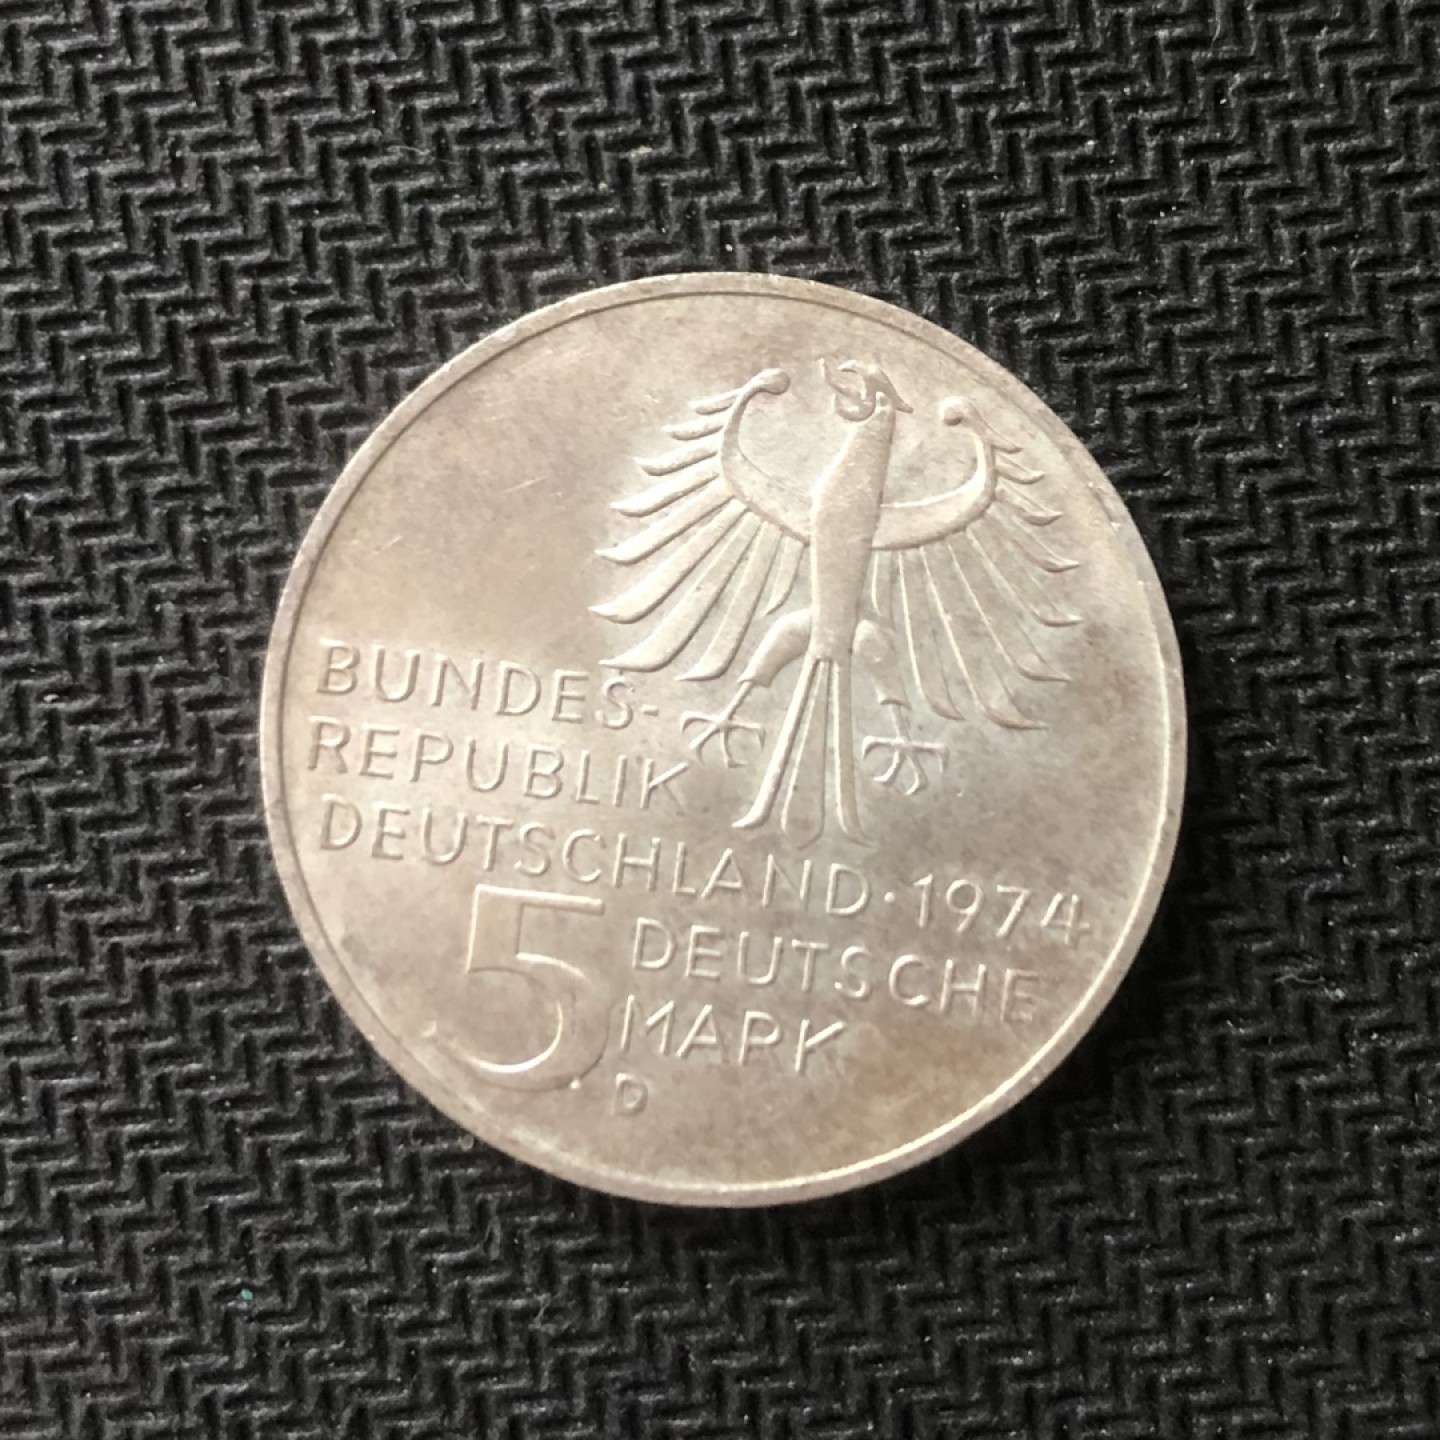 BUNDES-
REPUBLIK
DEUTSCHLAND · 1974
5 DEUTSCHE
MARK
D